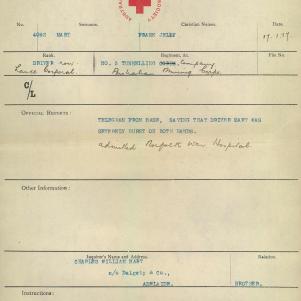 No. Surname. Christian Names.
4082 HART FRANK JELLY 17.1.17.
Rank. Regiment, &c. File No.
DRIVER now NO. 2 TUNNELLING CORPS. Company
Lance Corporal. Australian Mining Corps.
C/L
OFFICIAL REPORTS:
TELEGRAM FROM BASE, SAYING THAT DRIVER HART WAS
SEVERELY BURNT ON BOTH HANDS.
admitted Norfolk War Hospital.
Other Information:
Inquirer's Name and Address. Relation.
CHARLES WILLIAM HART
c/o Dalgety & Co.,
ADELAIDE. BROTHER.
Instructions: